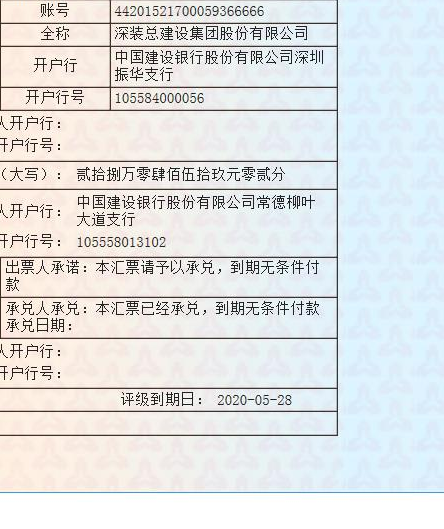 账号 44201521700059366666
全称 深装总建设集团股份有限公司
开户行 中国建设银行股份有限公司深圳
振华支行
开户行号 105584000056
人开户行：
开户行号：
（大写）： 贰拾捌万零肆佰伍拾玖元零贰分
人开户行： 中国建设银行股份有限公司常德柳叶
大道支行
开户行号： 105558013102
出票人承诺：本汇票请予以承兑，到期无条件付
款
承兑人承兑：本汇票已经承兑，到期无条件付款
承兑日期：
人开户行：
开户行号：
评级到期日： 2020-05-28